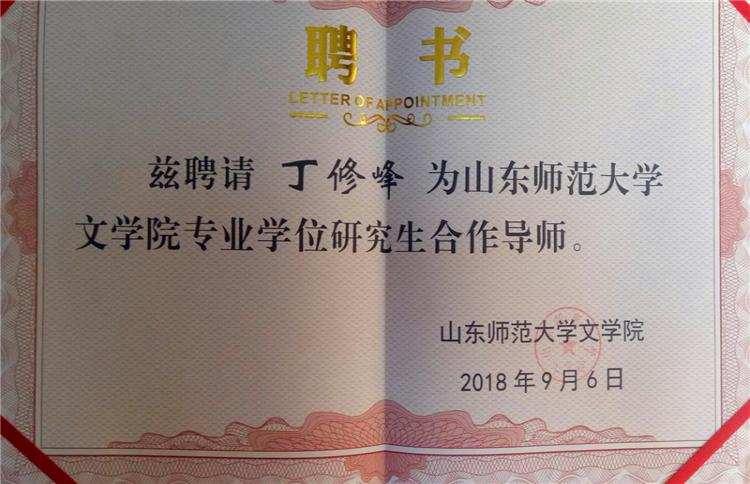 聘书
LETTER OF APPOINTMENT
兹聘请 丁修峰 为山东师范大学
文学院专业学位研究生合作导师。
山东师范大学文学院
2018年9月6日